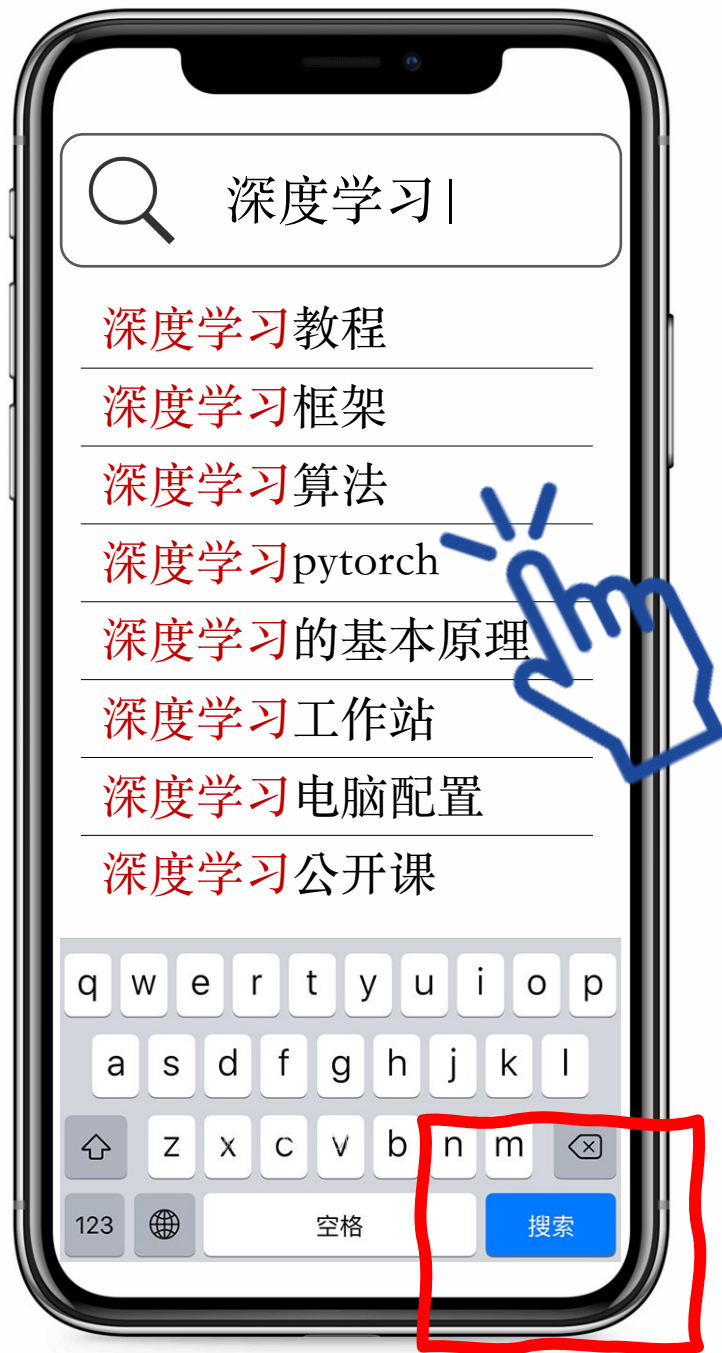 深度学习
深度学习教程
深度学习框架
深度学习算法
深度学习pytorch
深度学习的基本原理
深度学习工作站
深度学习电脑配置
深度学习公开课
q w e r t y u i o p
a s d f g h j k l
z x c v b n m
123 空格 搜索